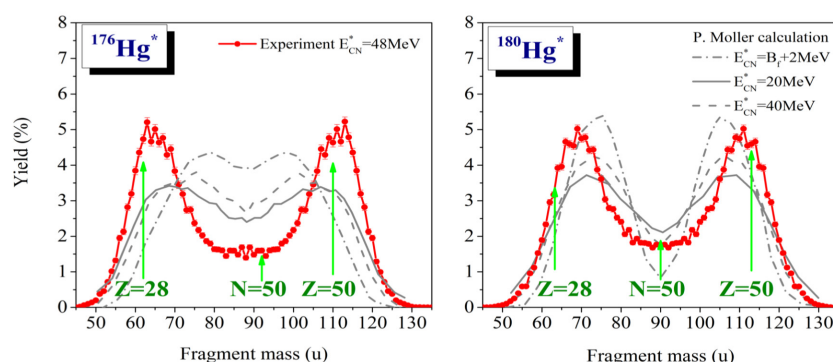 176Hg*
Experiment E*CN=48MeV
Yield (%)
8
7
6
5
4
3
2
1
0
Z=28
N=50
Z=50
50 60 70 80 90 100 110 120 130
Fragment mass (u)
180Hg*
P. Moller calculation
E*CN=Bf+2MeV
E*CN=20MeV
E*CN=40MeV
8
7
6
5
4
3
2
1
0
Z=28
N=50
Z=50
50 60 70 80 90 100 110 120 130
Fragment mass (u)